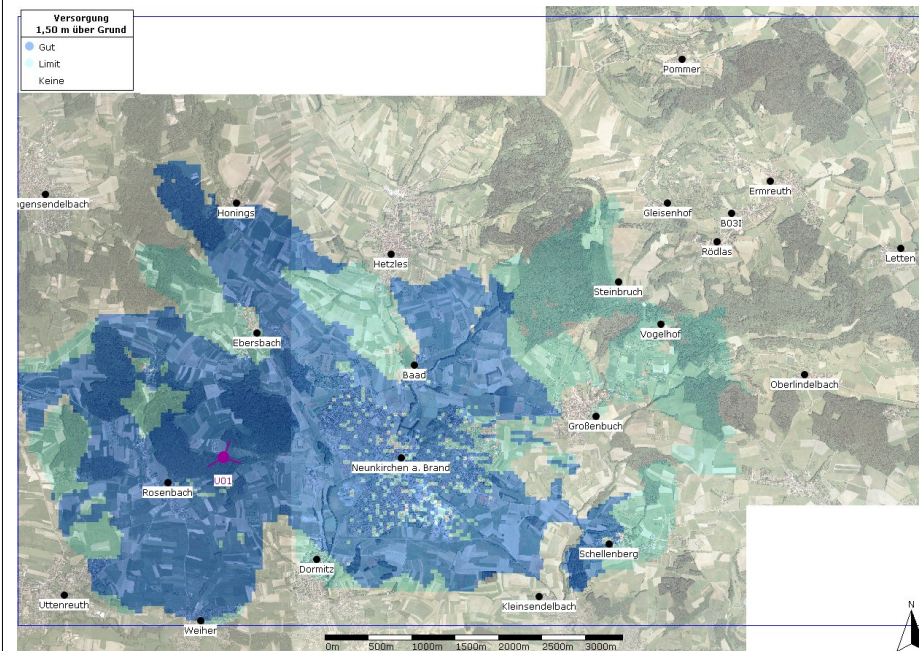 Versorgung
1,50 m über Grund
Gut
Limit
Keine
Pommer
ngensendelbach
Honings
Ermreuth
Gleisenhof
B03I
Rödlas
Hetzles
Letten
Steinbruch
Vogelhof
Ebersbach
Baad
Oberlindelbach
Großenbuch
Neunkirchen a. Brand
U01
Rosenbach
Schellenberg
Dormitz
Uttenreuth
Kleinsendelbach
Weiher
N
0m 500m 1000m 1500m 2000m 2500m 3000m